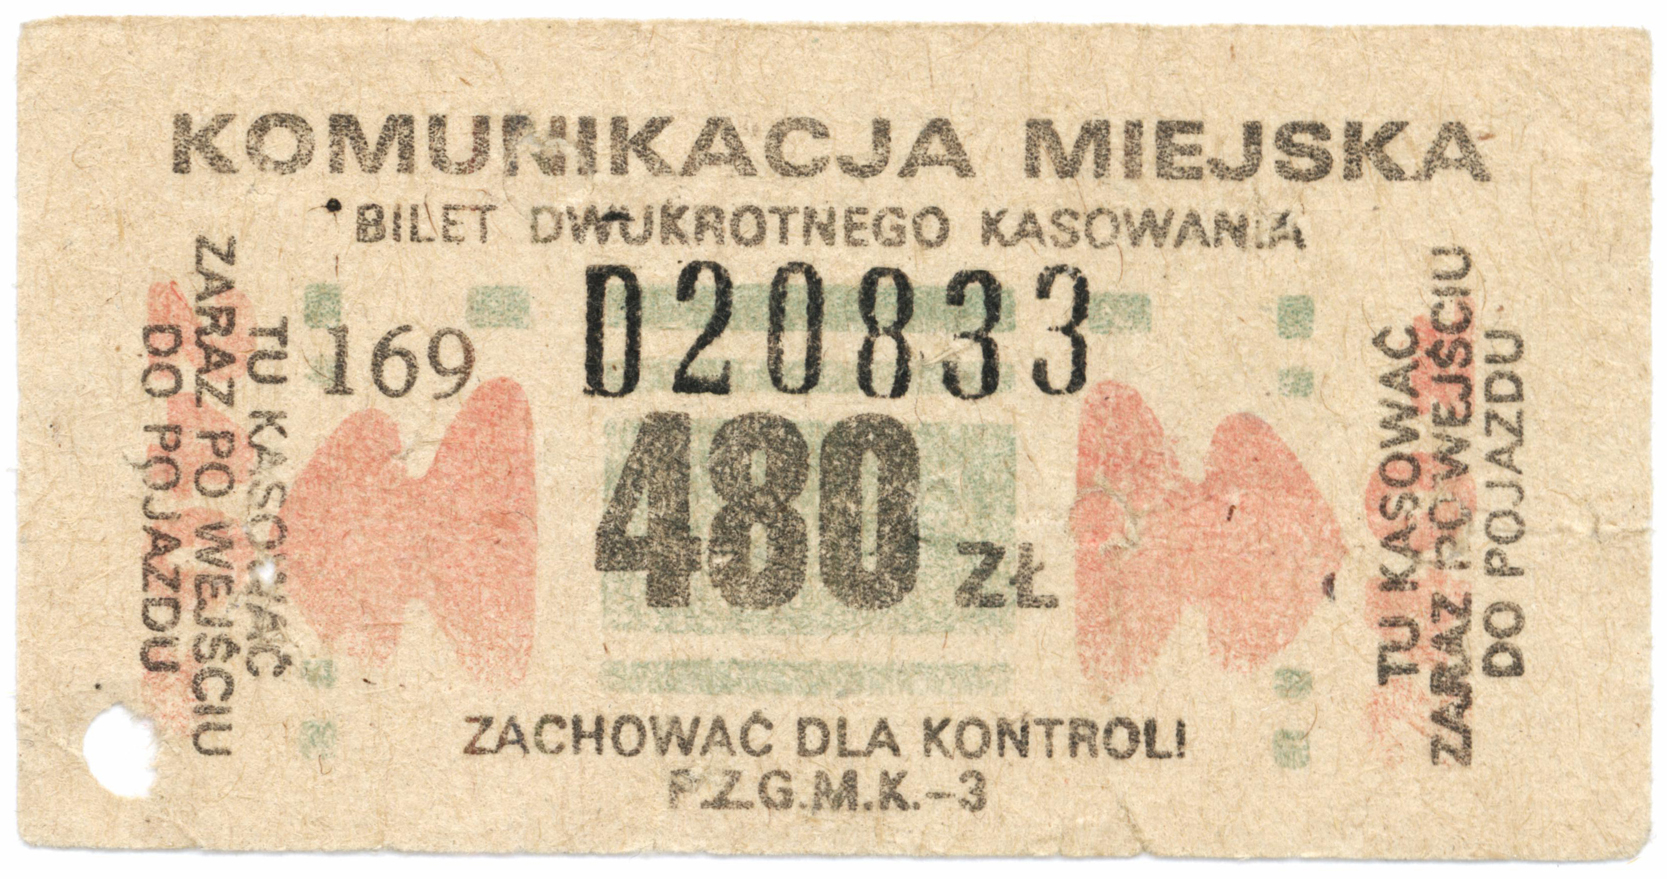 KOMUNIKACJA MIEJSKA
BILET DWUKROTNEGO KASOWANIA
D20833
169
480 ZŁ
TU KASOWAĆ
ZARAZ PO WEJŚCIU
DO POJAZDU
TU KASOWAĆ
ZARAZ PO WEJŚCIU
DO POJAZDU
ZACHOWAĆ DLA KONTROLI
P.Z.G.M.K.-3